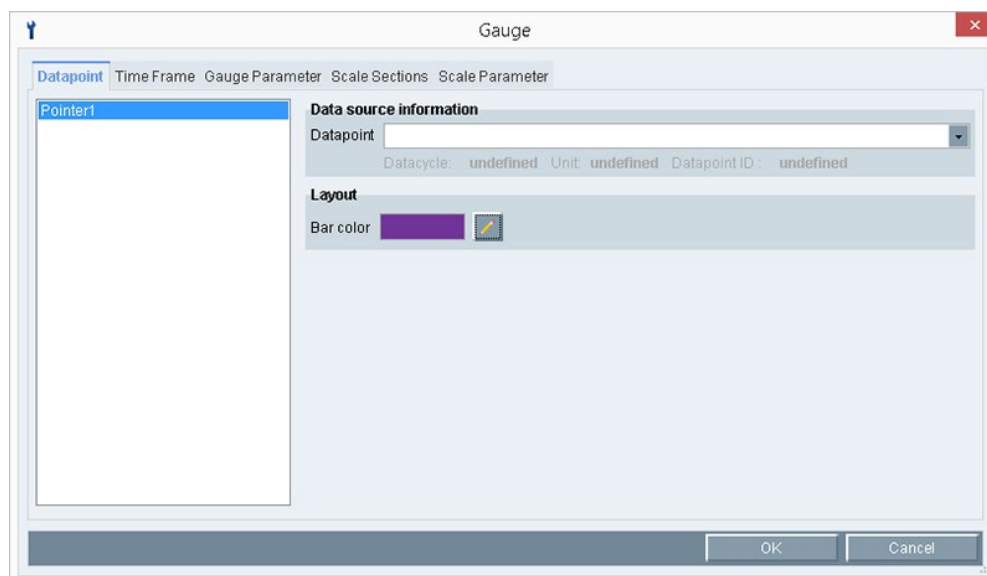 Gauge
Datapoint Time Frame Gauge Parameter Scale Sections Scale Parameter
Pointer1
Data source information
Datapoint
Datacycle: undefined Unit: undefined Datapoint ID : undefined
Layout
Bar color
OK Cancel